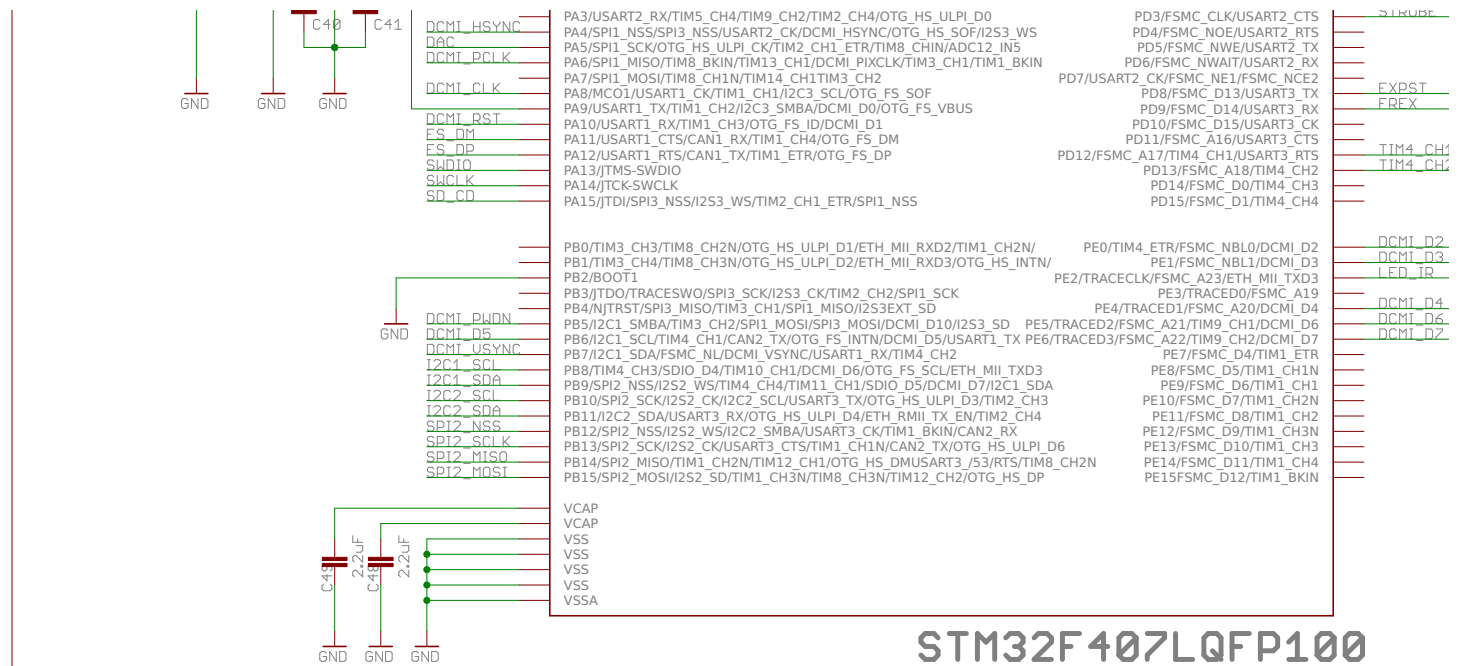 C40 C41
PA3/USART2_RX/TIM5_CH4/TIM9_CH2/TIM2_CH4/OTG_HS_ULPI_D0 PD3/FSMC_CLK/USART2_CTS STROBE
DCMI_HSYNC PA4/SPI1_NSS/SPI3_NSS/USART2_CK/DCMI_HSYNC/OTG_HS_SOF/I2S3_WS PD4/FSMC_NOE/USART2_RTS
DAC PA5/SPI1_SCK/OTG_HS_ULPI_CK/TIM2_CH1_ETR/TIM8_CHIN/ADC12_IN5 PD5/FSMC_NWE/USART2_TX
DCMI_PCLK PA6/SPI1_MISO/TIM8_BKIN/TIM13_CH1/DCMI_PIXCLK/TIM3_CH1/TIM1_BKIN PD6/FSMC_NWAIT/USART2_RX
PA7/SPI1_MOSI/TIM8_CH1N/TIM14_CH1TIM3_CH2 PD7/USART2_CK/FSMC_NE1/FSMC_NCE2
DCMI_CLK PA8/MCO1/USART1_CK/TIM1_CH1/I2C3_SCL/OTG_FS_SOF PD8/FSMC_D13/USART3_TX EXPST
GND GND GND PA9/USART1_TX/TIM1_CH2/I2C3_SMBA/DCMI_D0/OTG_FS_VBUS PD9/FSMC_D14/USART3_RX FREX
DCMI_RST PA10/USART1_RX/TIM1_CH3/OTG_FS_ID/DCMI_D1 PD10/FSMC_D15/USART3_CK
FS_DM PA11/USART1_CTS/CAN1_RX/TIM1_CH4/OTG_FS_DM PD11/FSMC_A16/USART3_CTS
FS_DP PA12/USART1_RTS/CAN1_TX/TIM1_ETR/OTG_FS_DP PD12/FSMC_A17/TIM4_CH1/USART3_RTS TIM4_CH1
SWDIO PA13/JTMS-SWDIO PD13/FSMC_A18/TIM4_CH2 TIM4_CH2
SWCLK PA14/JTCK-SWCLK PD14/FSMC_D0/TIM4_CH3
SD_CD PA15/JTDI/SPI3_NSS/I2S3_WS/TIM2_CH1_ETR/SPI1_NSS PD15/FSMC_D1/TIM4_CH4
PB0/TIM3_CH3/TIM8_CH2N/OTG_HS_ULPI_D1/ETH_MII_RXD2/TIM1_CH2N/ PE0/TIM4_ETR/FSMC_NBL0/DCMI_D2 DCMI_D2
PB1/TIM3_CH4/TIM8_CH3N/OTG_HS_ULPI_D2/ETH_MII_RXD3/OTG_HS_INTN/ PE1/FSMC_NBL1/DCMI_D3 DCMI_D3
PB2/BOOT1 PE2/TRACECLK/FSMC_A23/ETH_MII_TXD3 LED_IR
PB3/JTDO/TRACESWO/SPI3_SCK/I2S3_CK/TIM2_CH2/SPI1_SCK PE3/TRACED0/FSMC_A19
PB4/NJTRST/SPI3_MISO/TIM3_CH1/SPI1_MISO/I2S3EXT_SD PE4/TRACED1/FSMC_A20/DCMI_D4 DCMI_D4
GND DCMI_PWDN PB5/I2C1_SMBA/TIM3_CH2/SPI1_MOSI/SPI3_MOSI/DCMI_D10/I2S3_SD PE5/TRACED2/FSMC_A21/TIM9_CH1/DCMI_D6 DCMI_D6
DCMI_D5 PB6/I2C1_SCL/TIM4_CH1/CAN2_TX/OTG_FS_INTN/DCMI_D5/USART1_TX PE6/TRACED3/FSMC_A22/TIM9_CH2/DCMI_D7 DCMI_D7
DCMI_VSYNC PB7/I2C1_SDA/FSMC_NL/DCMI_VSYNC/USART1_RX/TIM4_CH2 PE7/FSMC_D4/TIM1_ETR
I2C1_SCL PB8/TIM4_CH3/SDIO_D4/TIM10_CH1/DCMI_D6/OTG_FS_SCL/ETH_MII_TXD3 PE8/FSMC_D5/TIM1_CH1N
I2C1_SDA PB9/SPI2_NSS/I2S2_WS/TIM4_CH4/TIM11_CH1/SDIO_D5/DCMI_D7/I2C1_SDA PE9/FSMC_D6/TIM1_CH1
I2C2_SCL PB10/SPI2_SCK/I2S2_CK/I2C2_SCL/USART3_TX/OTG_HS_ULPI_D3/TIM2_CH3 PE10/FSMC_D7/TIM1_CH2N
I2C2_SDA PB11/I2C2_SDA/USART3_RX/OTG_HS_ULPI_D4/ETH_RMII_TX_EN/TIM2_CH4 PE11/FSMC_D8/TIM1_CH2
SPI2_NSS PB12/SPI2_NSS/I2S2_WS/I2C2_SMBA/USART3_CK/TIM1_BKIN/CAN2_RX PE12/FSMC_D9/TIM1_CH3N
SPI2_SCLK PB13/SPI2_SCK/I2S2_CK/USART3_CTS/TIM1_CH1N/CAN2_TX/OTG_HS_ULPI_D6 PE13/FSMC_D10/TIM1_CH3
SPI2_MISO PB14/SPI2_MISO/TIM1_CH2N/TIM12_CH1/OTG_HS_DMUSART3_/53/RTS/TIM8_CH2N PE14/FSMC_D11/TIM1_CH4
SPI2_MOSI PB15/SPI2_MOSI/I2S2_SD/TIM1_CH3N/TIM8_CH3N/TIM12_CH2/OTG_HS_DP PE15FSMC_D12/TIM1_BKIN
VCAP
VCAP
VSS
2.2uF 2.2uF VSS
VSS
C48 VSS
VSSA
GND GND GND
STM32F407LQFP100